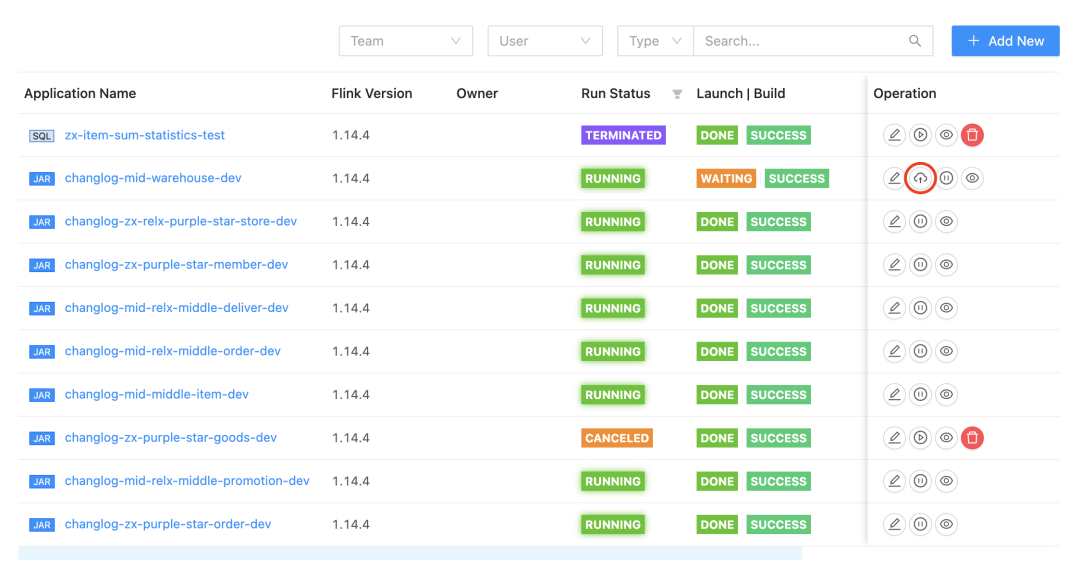 Team User Type Search... + Add New
Application Name Flink Version Owner Run Status Launch | Build Operation
SQL zx-item-sum-statistics-test 1.14.4 TERMINATED DONE SUCCESS
JAR changlog-mid-warehouse-dev 1.14.4 RUNNING WAITING SUCCESS
JAR changlog-zx-relx-purple-star-store-dev 1.14.4 RUNNING DONE SUCCESS
JAR changlog-zx-purple-star-member-dev 1.14.4 RUNNING DONE SUCCESS
JAR changlog-mid-relx-middle-deliver-dev 1.14.4 RUNNING DONE SUCCESS
JAR changlog-mid-relx-middle-order-dev 1.14.4 RUNNING DONE SUCCESS
JAR changlog-mid-middle-item-dev 1.14.4 RUNNING DONE SUCCESS
JAR changlog-zx-purple-star-goods-dev 1.14.4 CANCELED DONE SUCCESS
JAR changlog-mid-relx-middle-promotion-dev 1.14.4 RUNNING DONE SUCCESS
JAR changlog-zx-purple-star-order-dev 1.14.4 RUNNING DONE SUCCESS